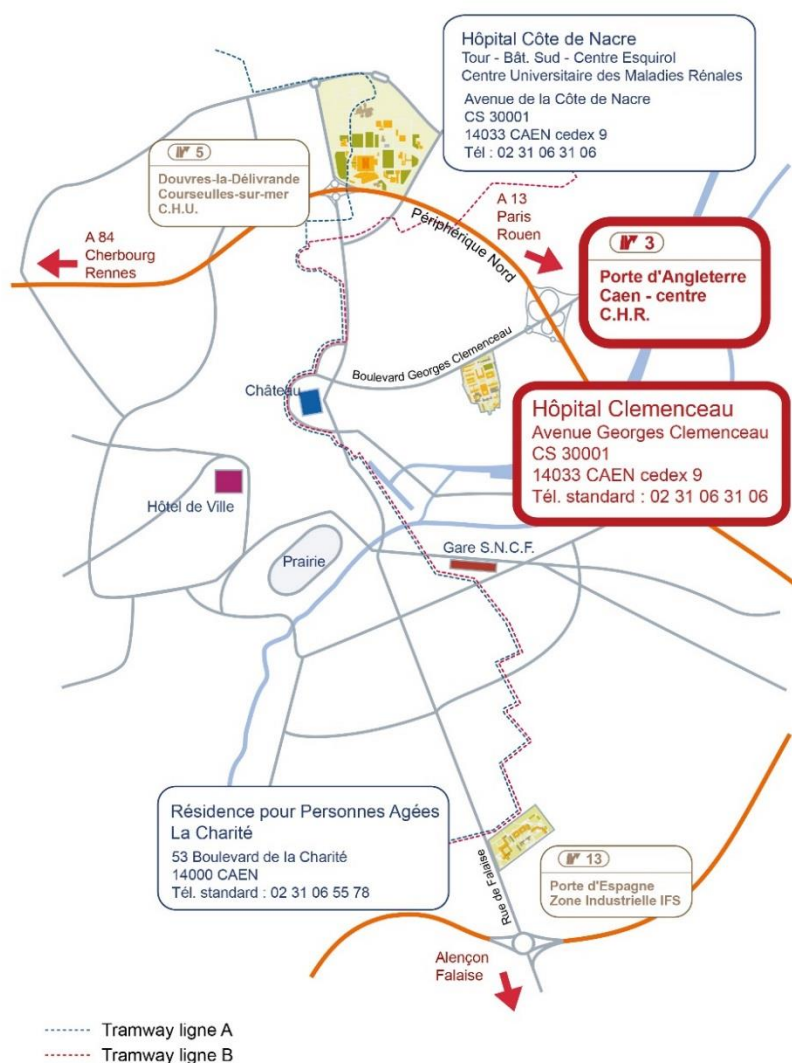 Hôpital Côte de Nacre
Tour - Bât. Sud - Centre Esquirol
Centre Universitaire des Maladies Rénales
Avenue de la Côte de Nacre
CS 30001
14033 CAEN cedex 9
Tél : 02 31 06 31 06
5
Douvres-la-Délivrande
Courseulles-sur-mer
C.H.U.
A 84
Cherbourg
Rennes
Périphérique Nord
A 13
Paris
Rouen
3
Porte d'Angleterre
Caen - centre
C.H.R.
Boulevard Georges Clemenceau
Château
Hôpital Clemenceau
Avenue Georges Clemenceau
CS 30001
14033 CAEN cedex 9
Tél. standard : 02 31 06 31 06
Hôtel de Ville
Prairie
Gare S.N.C.F.
Résidence pour Personnes Agées
La Charité
53 Boulevard de la Charité
14000 CAEN
Tél. standard : 02 31 06 55 78
Rue de Falaise
13
Porte d'Espagne
Zone Industrielle IFS
Alençon
Falaise
Tramway ligne A
Tramway ligne B